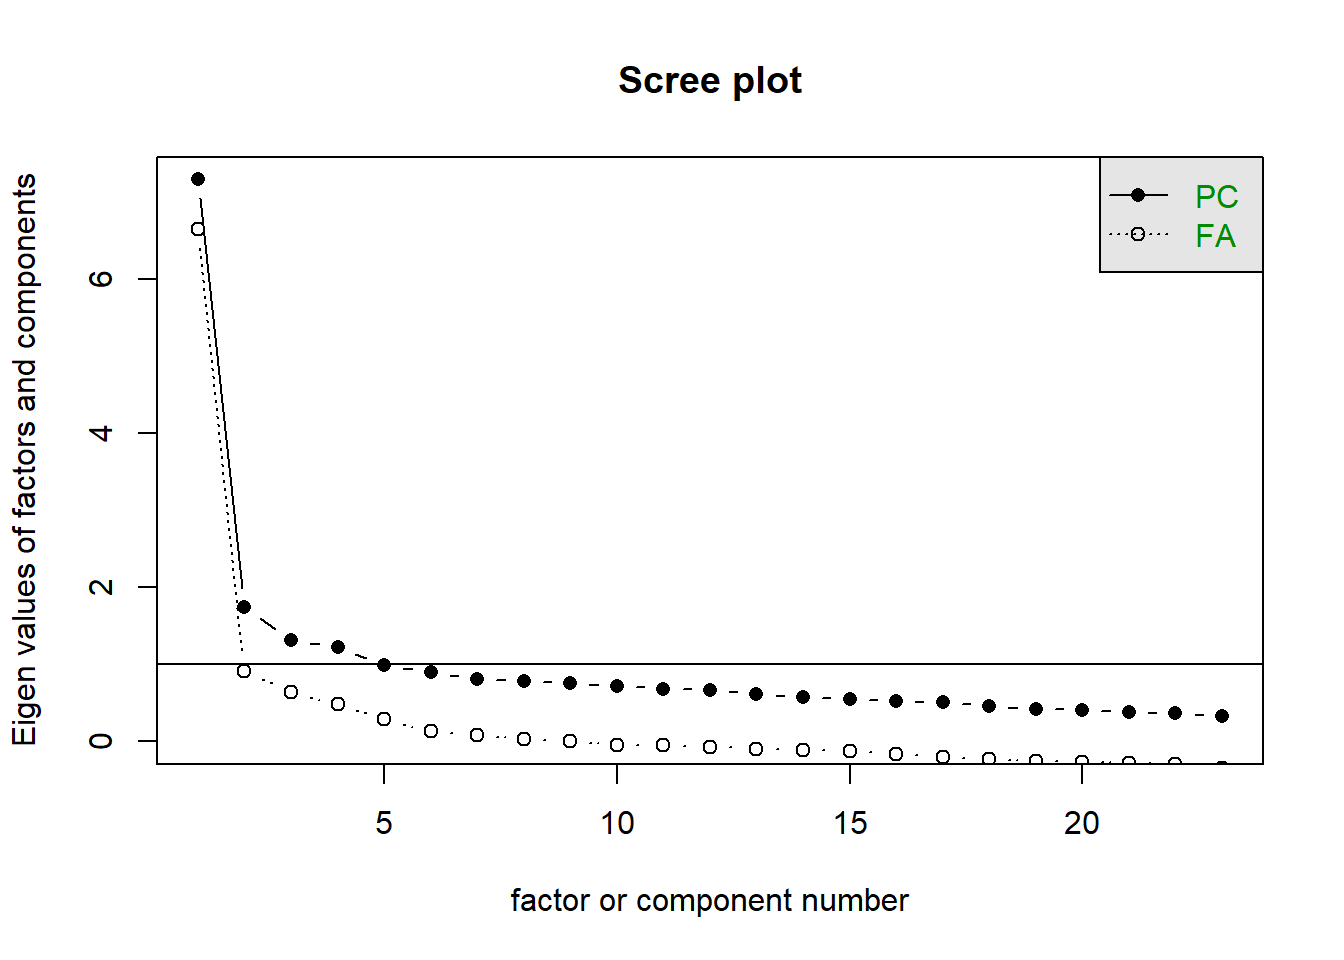 Scree plot
Eigen values of factors and components
6
4
2
0
PC
FA
5
10
15
20
factor or component number